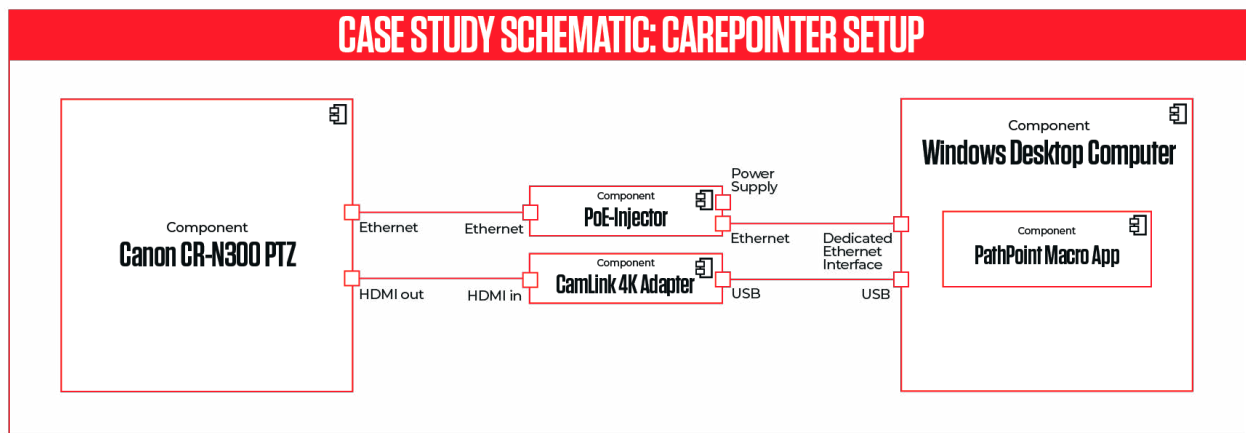 CASE STUDY SCHEMATIC: CAREPOINTER SETUP
Component
Canon CR-N300 PTZ
Ethernet
HDMI out
Ethernet
HDMI in
Component
PoE-Injector
Power
Supply
Ethernet
Component
CamLink 4K Adapter
USB
Dedicated
Ethernet
Interface
USB
Component
Windows Desktop Computer
Component
PathPoint Macro App